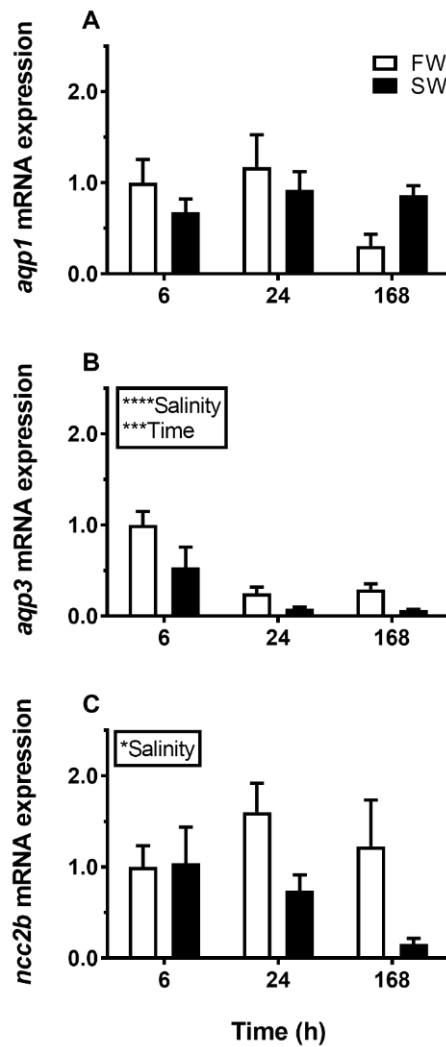 A
FW
SW
aqp1 mRNA expression
2.0
1.0
0.0
6 24 168
B
****Salinity
***Time
aqp3 mRNA expression
2.0
1.0
0.0
6 24 168
C
*Salinity
ncc2b mRNA expression
2.0
1.0
0.0
6 24 168
Time (h)